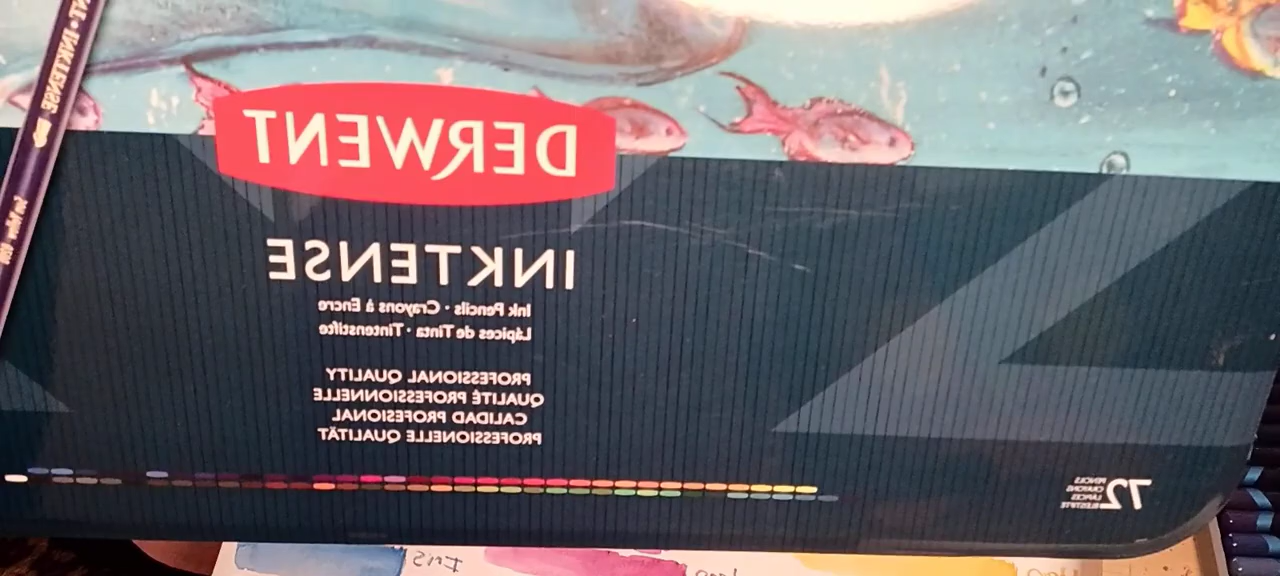 DERWENT
INKTENSE
Ink Pencils · Crayons à Encre
Lápices de Tinta · Tintenstifte
PROFESSIONAL QUALITY
QUALITÉ PROFESSIONNELLE
CALIDAD PROFESIONAL
PROFESSIONELLE QUALITÄT
72
PENCILS
CRAYONS
LÁPICES
BLEISTIFTE
INKTENSE